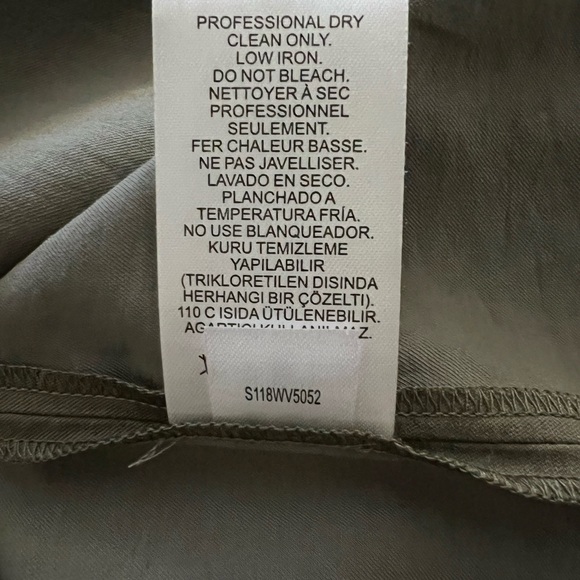 PROFESSIONAL DRY
CLEAN ONLY.
LOW IRON.
DO NOT BLEACH.
NETTOYER À SEC
PROFESSIONNEL
SEULEMENT.
FER CHALEUR BASSE.
NE PAS JAVELLISER.
LAVADO EN SECO.
PLANCHADO A
TEMPERATURA FRÍA.
NO USE BLANQUEADOR.
KURU TEMIZLEME
YAPILABILIR
(TRIKLORETILEN DISINDA
HERHANGI BIR ÇÖZELTI).
110 C ISIDA ÜTÜLENEBILIR.
S118WV5052